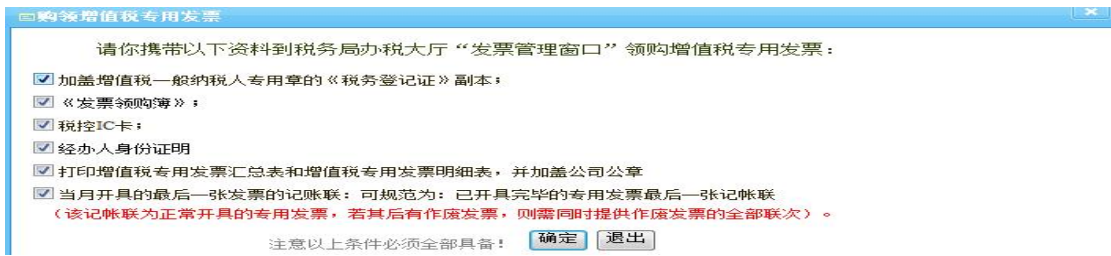 购领增值税专用发票
请你携带以下资料到税务局办税大厅“发票管理窗口”领购增值税专用发票：
加盖增值税一般纳税人专用章的《税务登记证》副本；
《发票领购簿》；
税控IC卡；
经办人身份证明
打印增值税专用发票汇总表和增值税专用发票明细表，并加盖公司公章
当月开具的最后一张发票的记账联：可规范为：已开具完毕的专用发票最后一张记帐联
（该记帐联为正常开具的专用发票，若其后有作废发票，则需同时提供作废发票的全部联次）。
注意以上条件必须全部具备！ 确定 退出